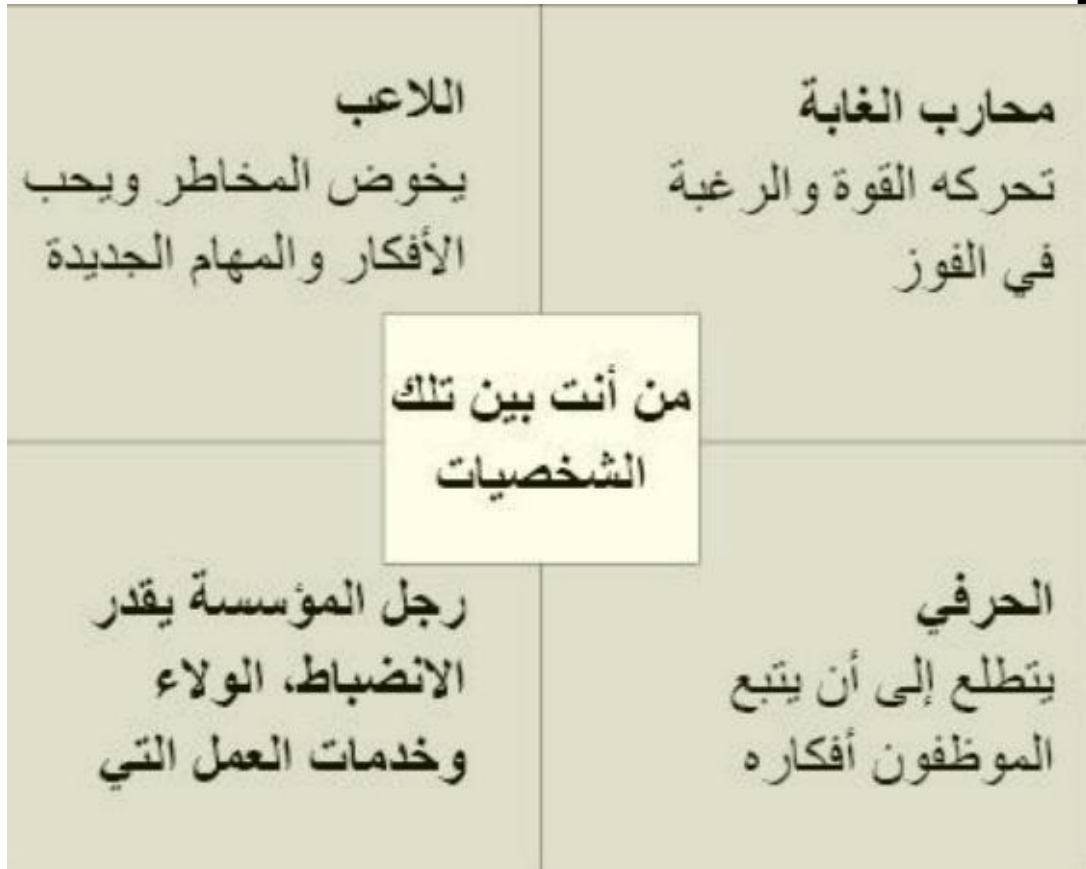 محارب الغابة
تحركه القوة والرغبة
في الفوز
اللاعب
يخوض المخاطر ويحب
الأفكار والمهام الجديدة
من أنت بين تلك
الشخصيات
الحرفي
يتطلع إلى أن يتبع
الموظفون أفكاره
رجل المؤسسة يقدر
الانضباط، الولاء
وخدمات العمل التي